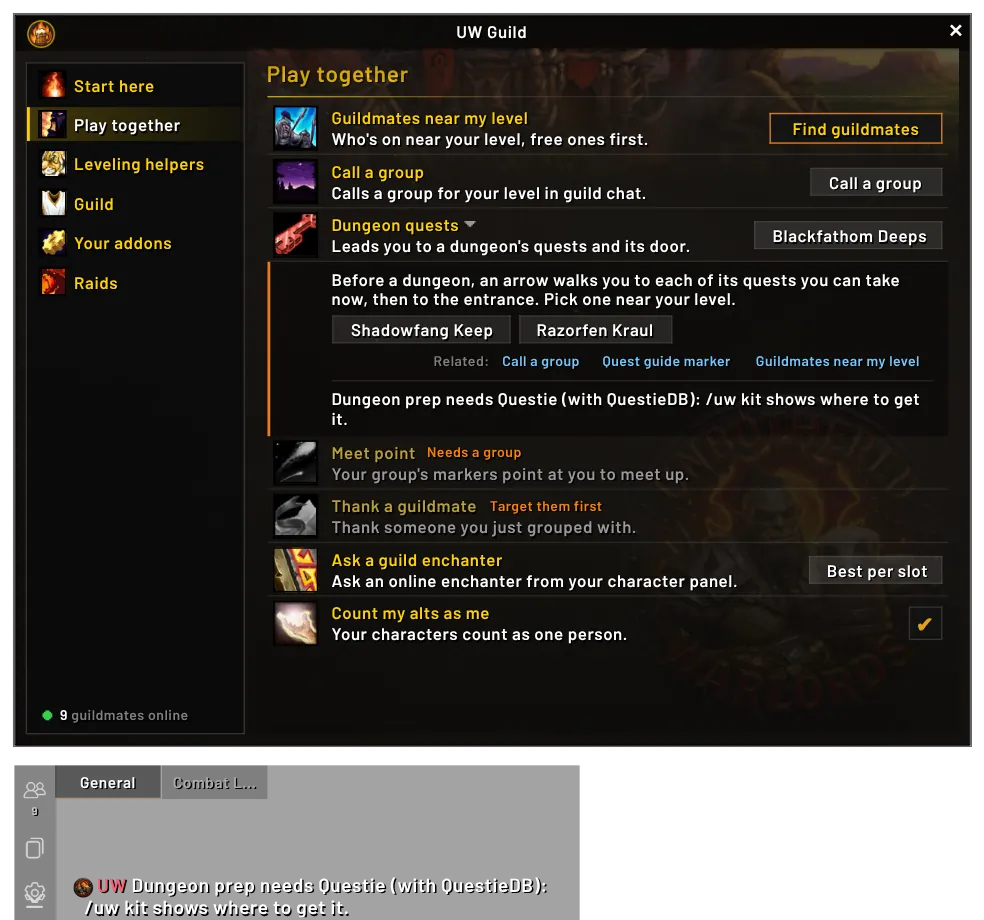 UW Guild
Start here
Play together
Leveling helpers
Guild
Your addons
Raids
9 guildmates online
Play together
Guildmates near my level
Who's on near your level, free ones first.
Find guildmates
Call a group
Calls a group for your level in guild chat.
Call a group
Dungeon quests
Leads you to a dungeon's quests and its door.
Blackfathom Deeps
Before a dungeon, an arrow walks you to each of its quests you can take
now, then to the entrance. Pick one near your level.
Shadowfang Keep Razorfen Kraul
Related: Call a group Quest guide marker Guildmates near my level
Dungeon prep needs Questie (with QuestieDB): /uw kit shows where to get
it.
Meet point Needs a group
Your group's markers point at you to meet up.
Thank a guildmate Target them first
Thank someone you just grouped with.
Ask a guild enchanter
Ask an online enchanter from your character panel.
Best per slot
Count my alts as me
Your characters count as one person.
General Combat L...
9
UW Dungeon prep needs Questie (with QuestieDB):
/uw kit shows where to get it.